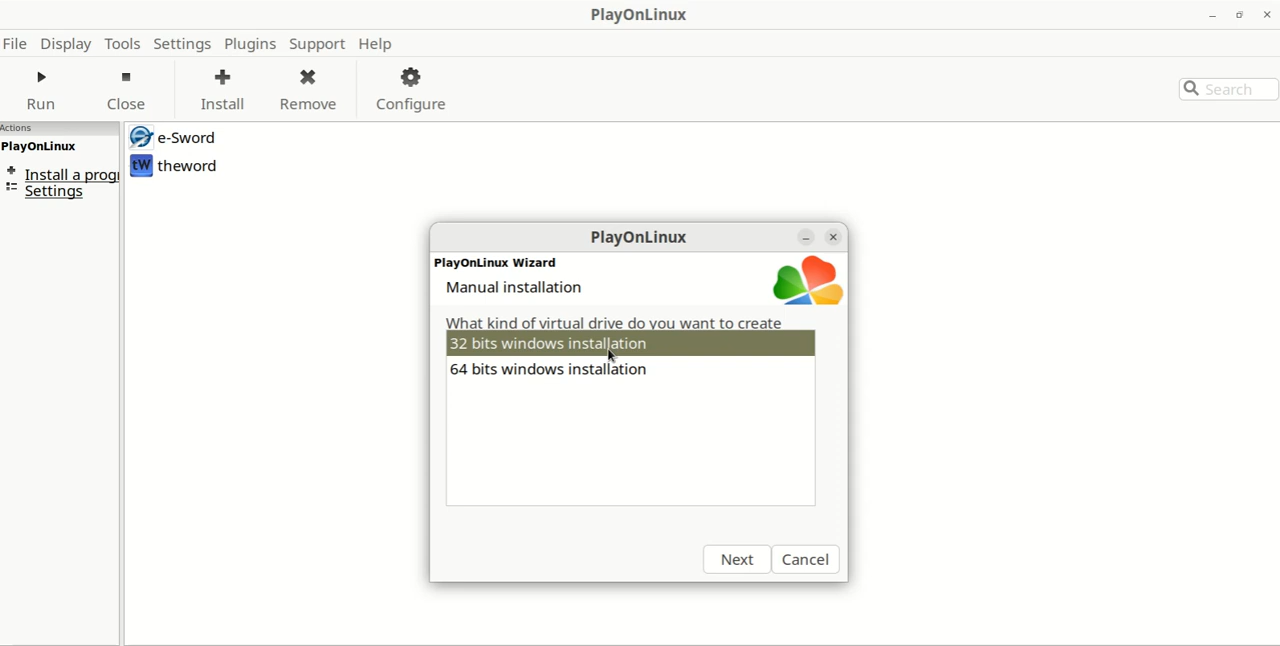 PlayOnLinux
File Display Tools Settings Plugins Support Help
Run Close Install Remove Configure
Search
Actions
PlayOnLinux
Install a progr
Settings
e-Sword
tW theword
PlayOnLinux
PlayOnLinux Wizard
Manual installation
What kind of virtual drive do you want to create
32 bits windows installation
64 bits windows installation
Next Cancel